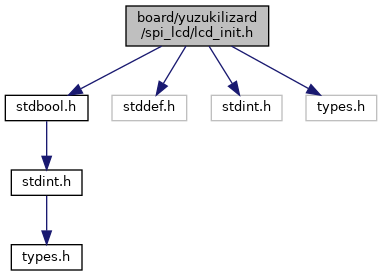 board/yuzukilizard
/spi_lcd/lcd_init.h
stdbool.h
stddef.h
stdint.h
types.h
stdint.h
types.h